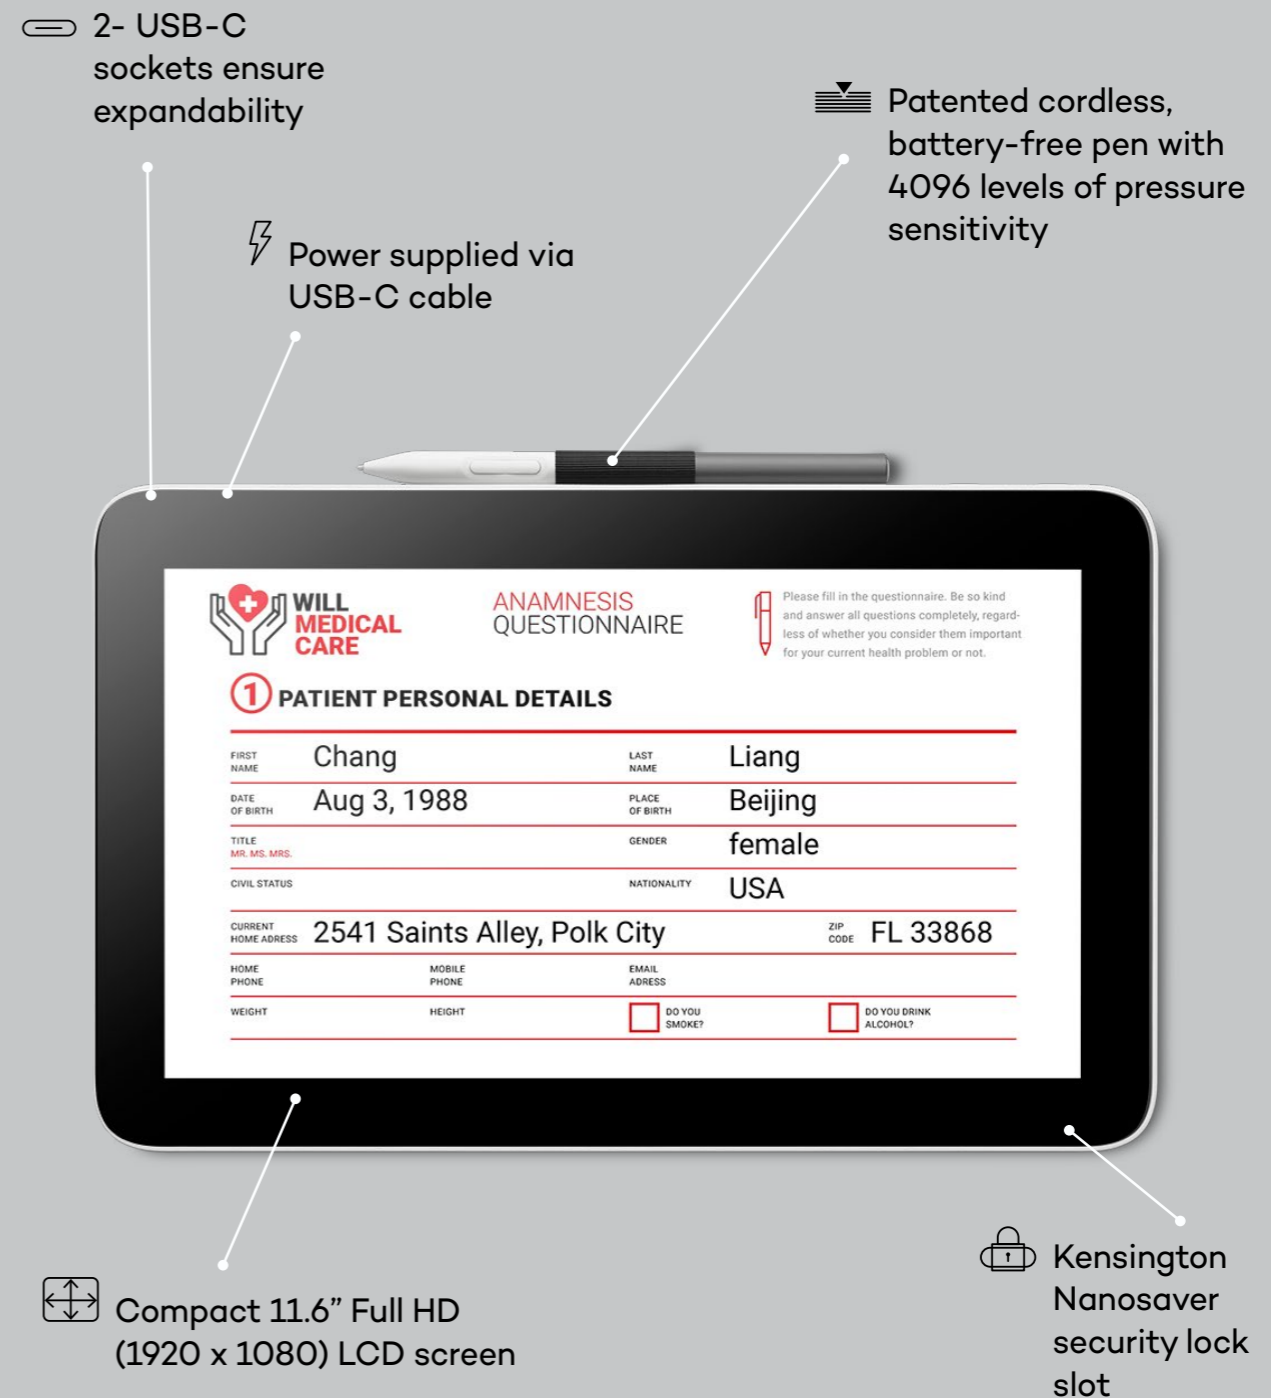 2- USB-C
sockets ensure
expandability
Patented cordless,
battery-free pen with
4096 levels of pressure
sensitivity
Power supplied via
USB-C cable
WILL
MEDICAL
CARE
ANAMNESIS
QUESTIONNAIRE
Please fill in the questionnaire. Be so kind
and answer all questions completely, regard-
less of whether you consider them important
for your current health problem or not.
1 PATIENT PERSONAL DETAILS
FIRST
NAME
Chang
LAST
NAME
Liang
DATE
OF BIRTH
Aug 3, 1988
PLACE
OF BIRTH
Beijing
TITLE
MR. MS. MRS.
GENDER
female
CIVIL STATUS
NATIONALITY
USA
CURRENT
HOME ADRESS
2541 Saints Alley, Polk City
ZIP
CODE
FL 33868
HOME
PHONE
MOBILE
PHONE
EMAIL
ADRESS
WEIGHT
HEIGHT
DO YOU
SMOKE?
DO YOU DRINK
ALCOHOL?
Compact 11.6” Full HD
(1920 x 1080) LCD screen
Kensington
Nanosaver
security lock
slot